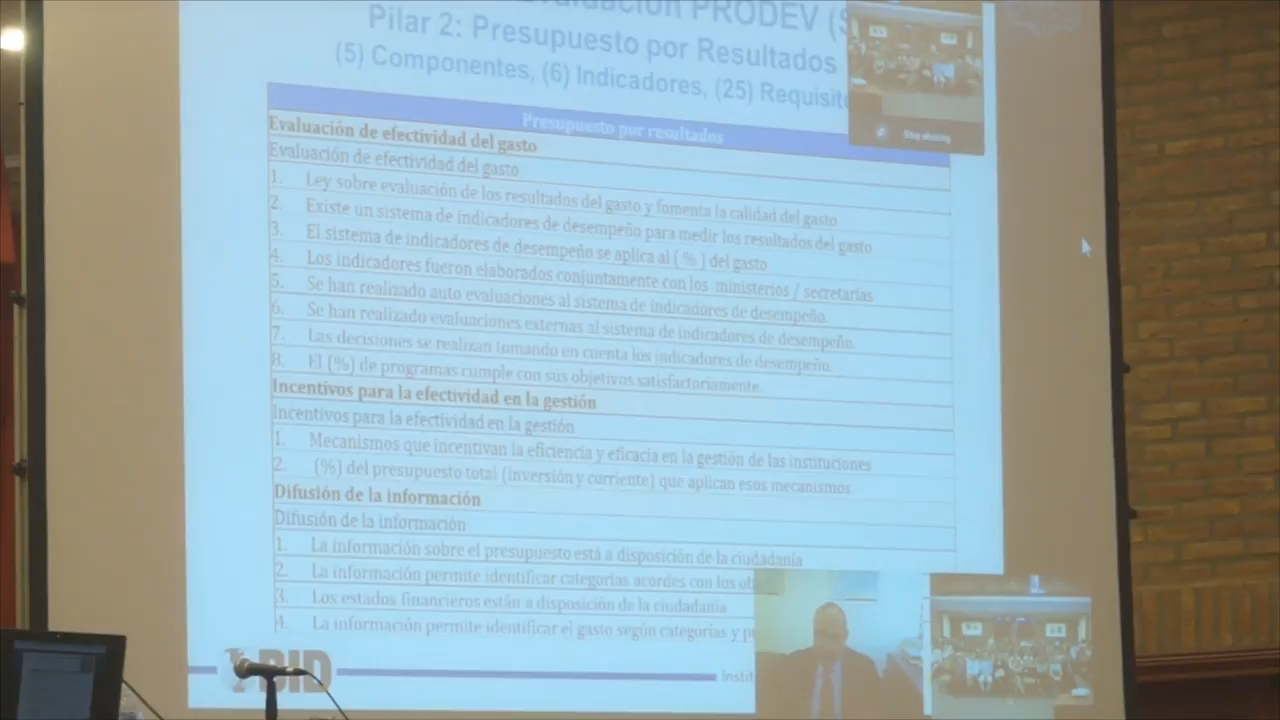 Evaluación PRODEV (
Pilar 2: Presupuesto por Resultados
(5) Componentes, (6) Indicadores, (25) Requisit
Presupuesto por resultados
Evaluación de efectividad del gasto
Evaluación de efectividad del gasto
1. Ley sobre evaluación de los resultados del gasto y fomenta la calidad del gasto
2. Existe un sistema de indicadores de desempeño para medir los resultados del gasto
3. El sistema de indicadores de desempeño se aplica al ( % ) del gasto
4. Los indicadores fueron elaborados conjuntamente con los ministerios / secretarías
5. Se han realizado auto evaluaciones al sistema de indicadores de desempeño.
6. Se han realizado evaluaciones externas al sistema de indicadores de desempeño.
7. Las decisiones se realizan tomando en cuenta los indicadores de desempeño.
8. El (%) de programas cumple con sus objetivos satisfactoriamente.
Incentivos para la efectividad en la gestión
Incentivos para la efectividad en la gestión
1. Mecanismos que incentivan la eficiencia y eficacia en la gestión de las instituciones
2. (%) del presupuesto total (inversión y corriente) que aplican esos mecanismos
Difusión de la información
Difusión de la información
1. La información sobre el presupuesto está a disposición de la ciudadanía
2. La información permite identificar categorías acordes con los
3. Los estados financieros están a disposición de la ciudadanía
4. La información permite identificar el gasto según categorías y
BID
Instit
Stop sharing